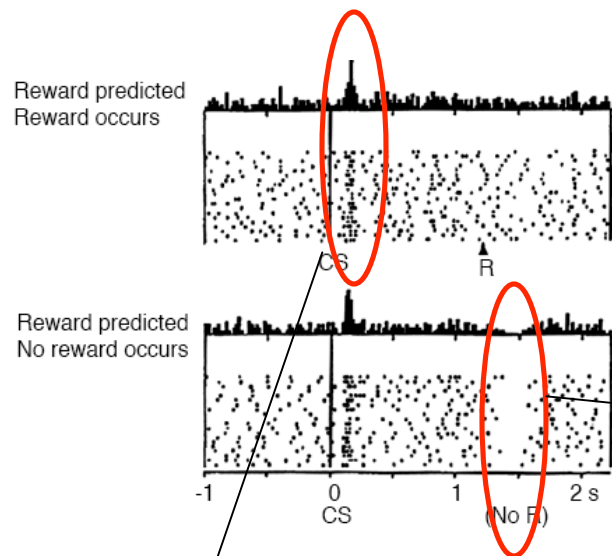 Reward predicted
Reward occurs
CS
R
Reward predicted
No reward occurs
-1 0 1 2 s
CS (No R)